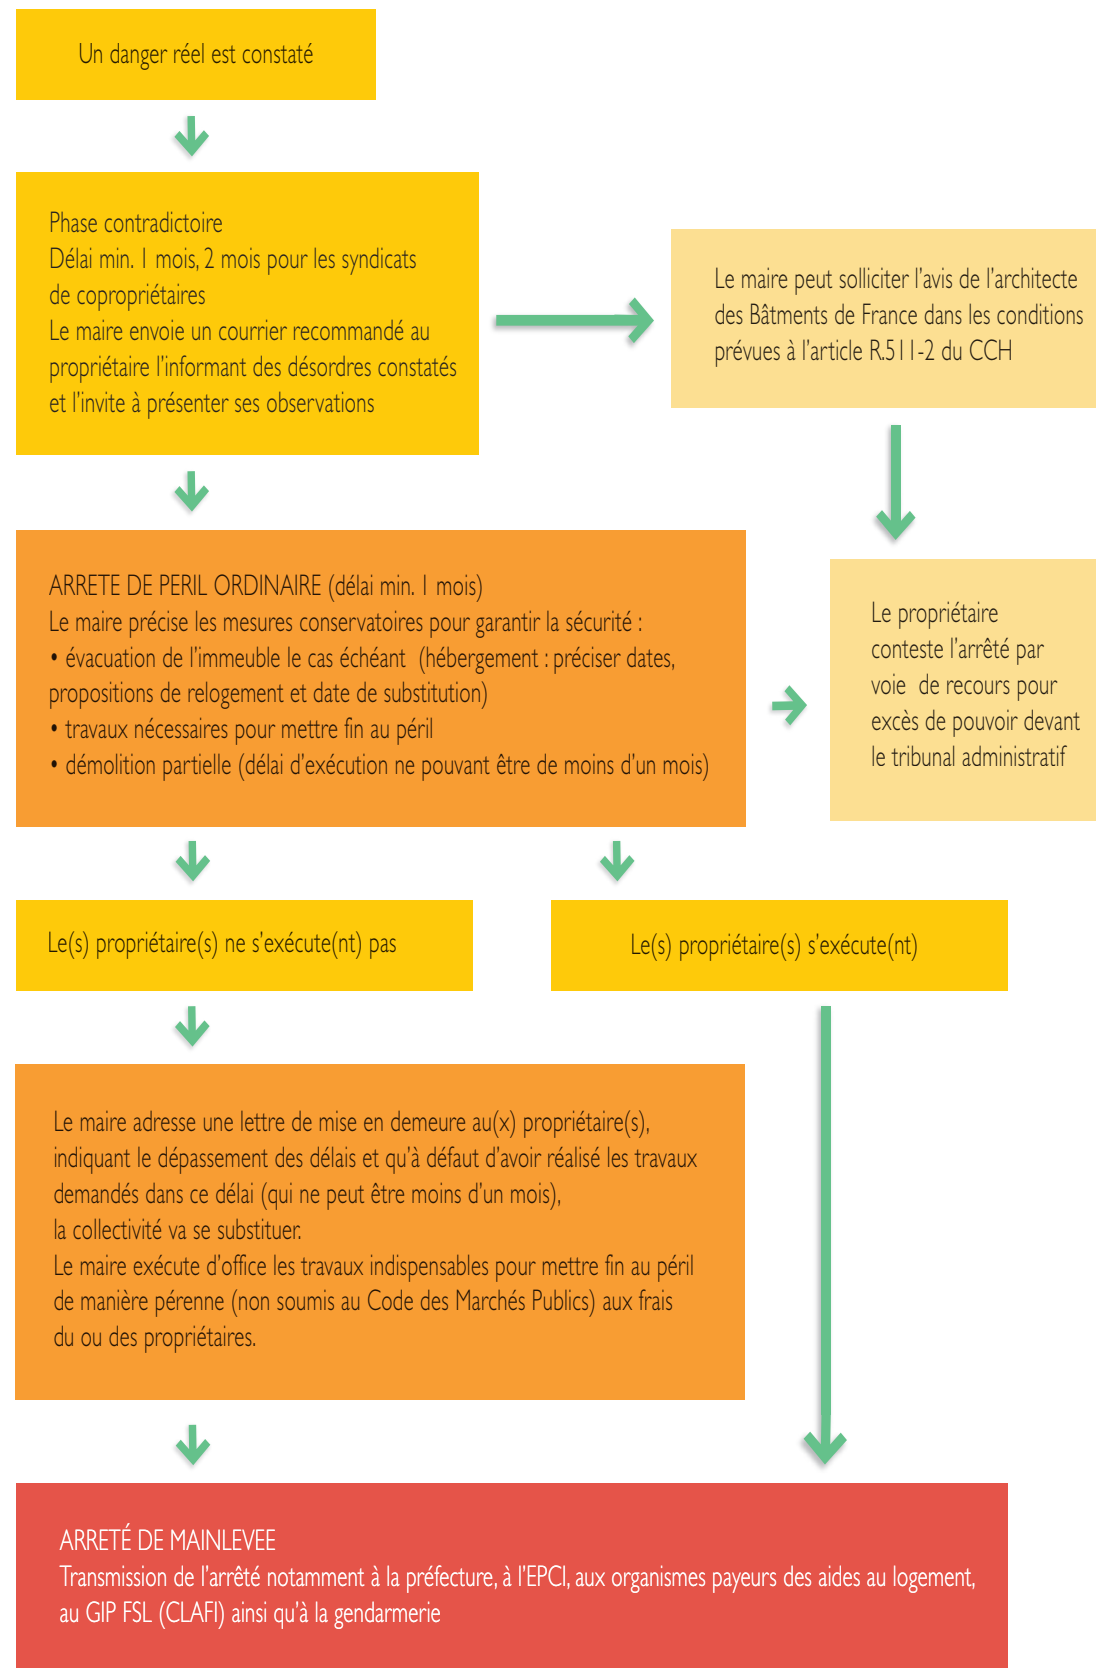 Un danger réel est constaté
Phase contradictoire
Délai min. 1 mois, 2 mois pour les syndicats
de copropriétaires
Le maire envoie un courrier recommandé au
propriétaire l'informant des désordres constatés
et l'invite à présenter ses observations
Le maire peut solliciter l'avis de l'architecte
des Bâtments de France dans les conditions
prévues à l'article R.511-2 du CCH
ARRETE DE PERIL ORDINAIRE (délai min. 1 mois)
Le maire précise les mesures conservatoires pour garantir la sécurité :
• évacuation de l'immeuble le cas échéant (hébergement : préciser dates,
propositions de relogement et date de substitution)
• travaux nécessaires pour mettre fin au péril
• démolition partielle (délai d'exécution ne pouvant être de moins d'un mois)
Le propriétaire
conteste l'arrêté par
voie de recours pour
excès de pouvoir devant
le tribunal administratif
Le(s) propriétaire(s) ne s'exécute(nt) pas
Le(s) propriétaire(s) s'exécute(nt)
Le maire adresse une lettre de mise en demeure au(x) propriétaire(s),
indiquant le dépassement des délais et qu'à défaut d'avoir réalisé les travaux
demandés dans ce délai (qui ne peut être moins d'un mois),
la collectivité va se substituer.
Le maire exécute d'office les travaux indispensables pour mettre fin au péril
de manière pérenne (non soumis au Code des Marchés Publics) aux frais
du ou des propriétaires.
ARRETÉ DE MAINLEVEE
Transmission de l'arrêté notamment à la préfecture, à l'EPCI, aux organismes payeurs des aides au logement,
au GIP FSL (CLAFI) ainsi qu'à la gendarmerie